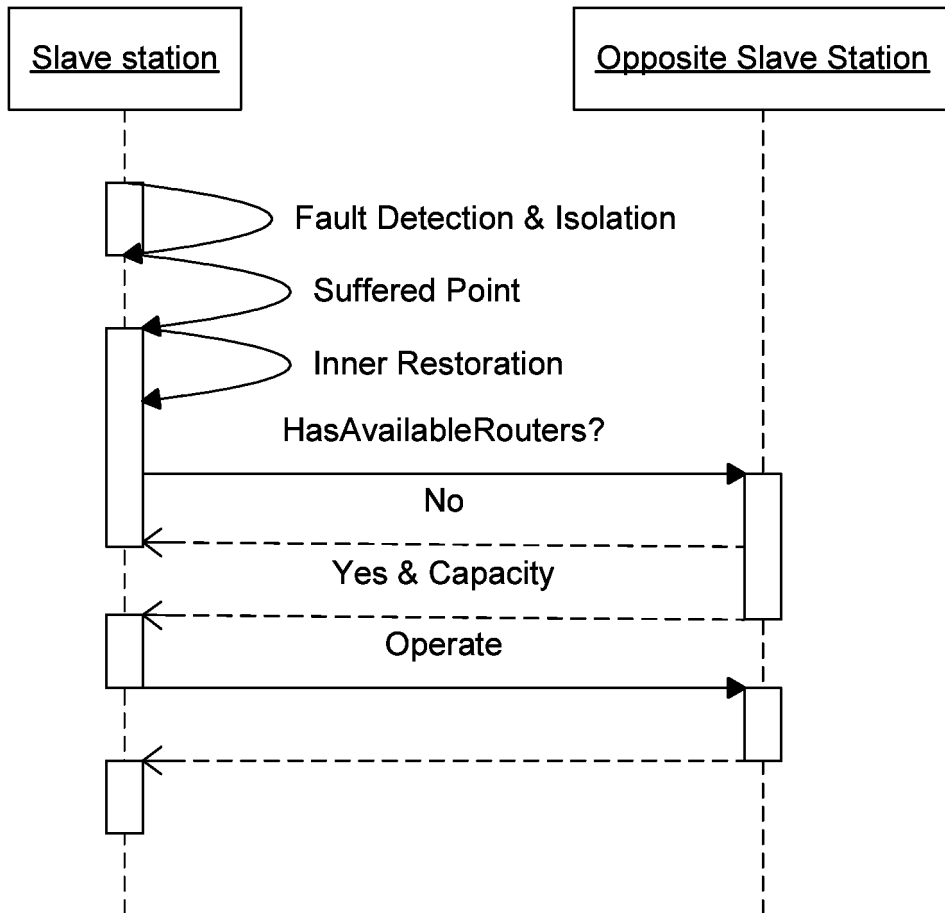 Slave station
Opposite Slave Station
Fault Detection & Isolation
Suffered Point
Inner Restoration
HasAvailableRouters?
No
Yes & Capacity
Operate